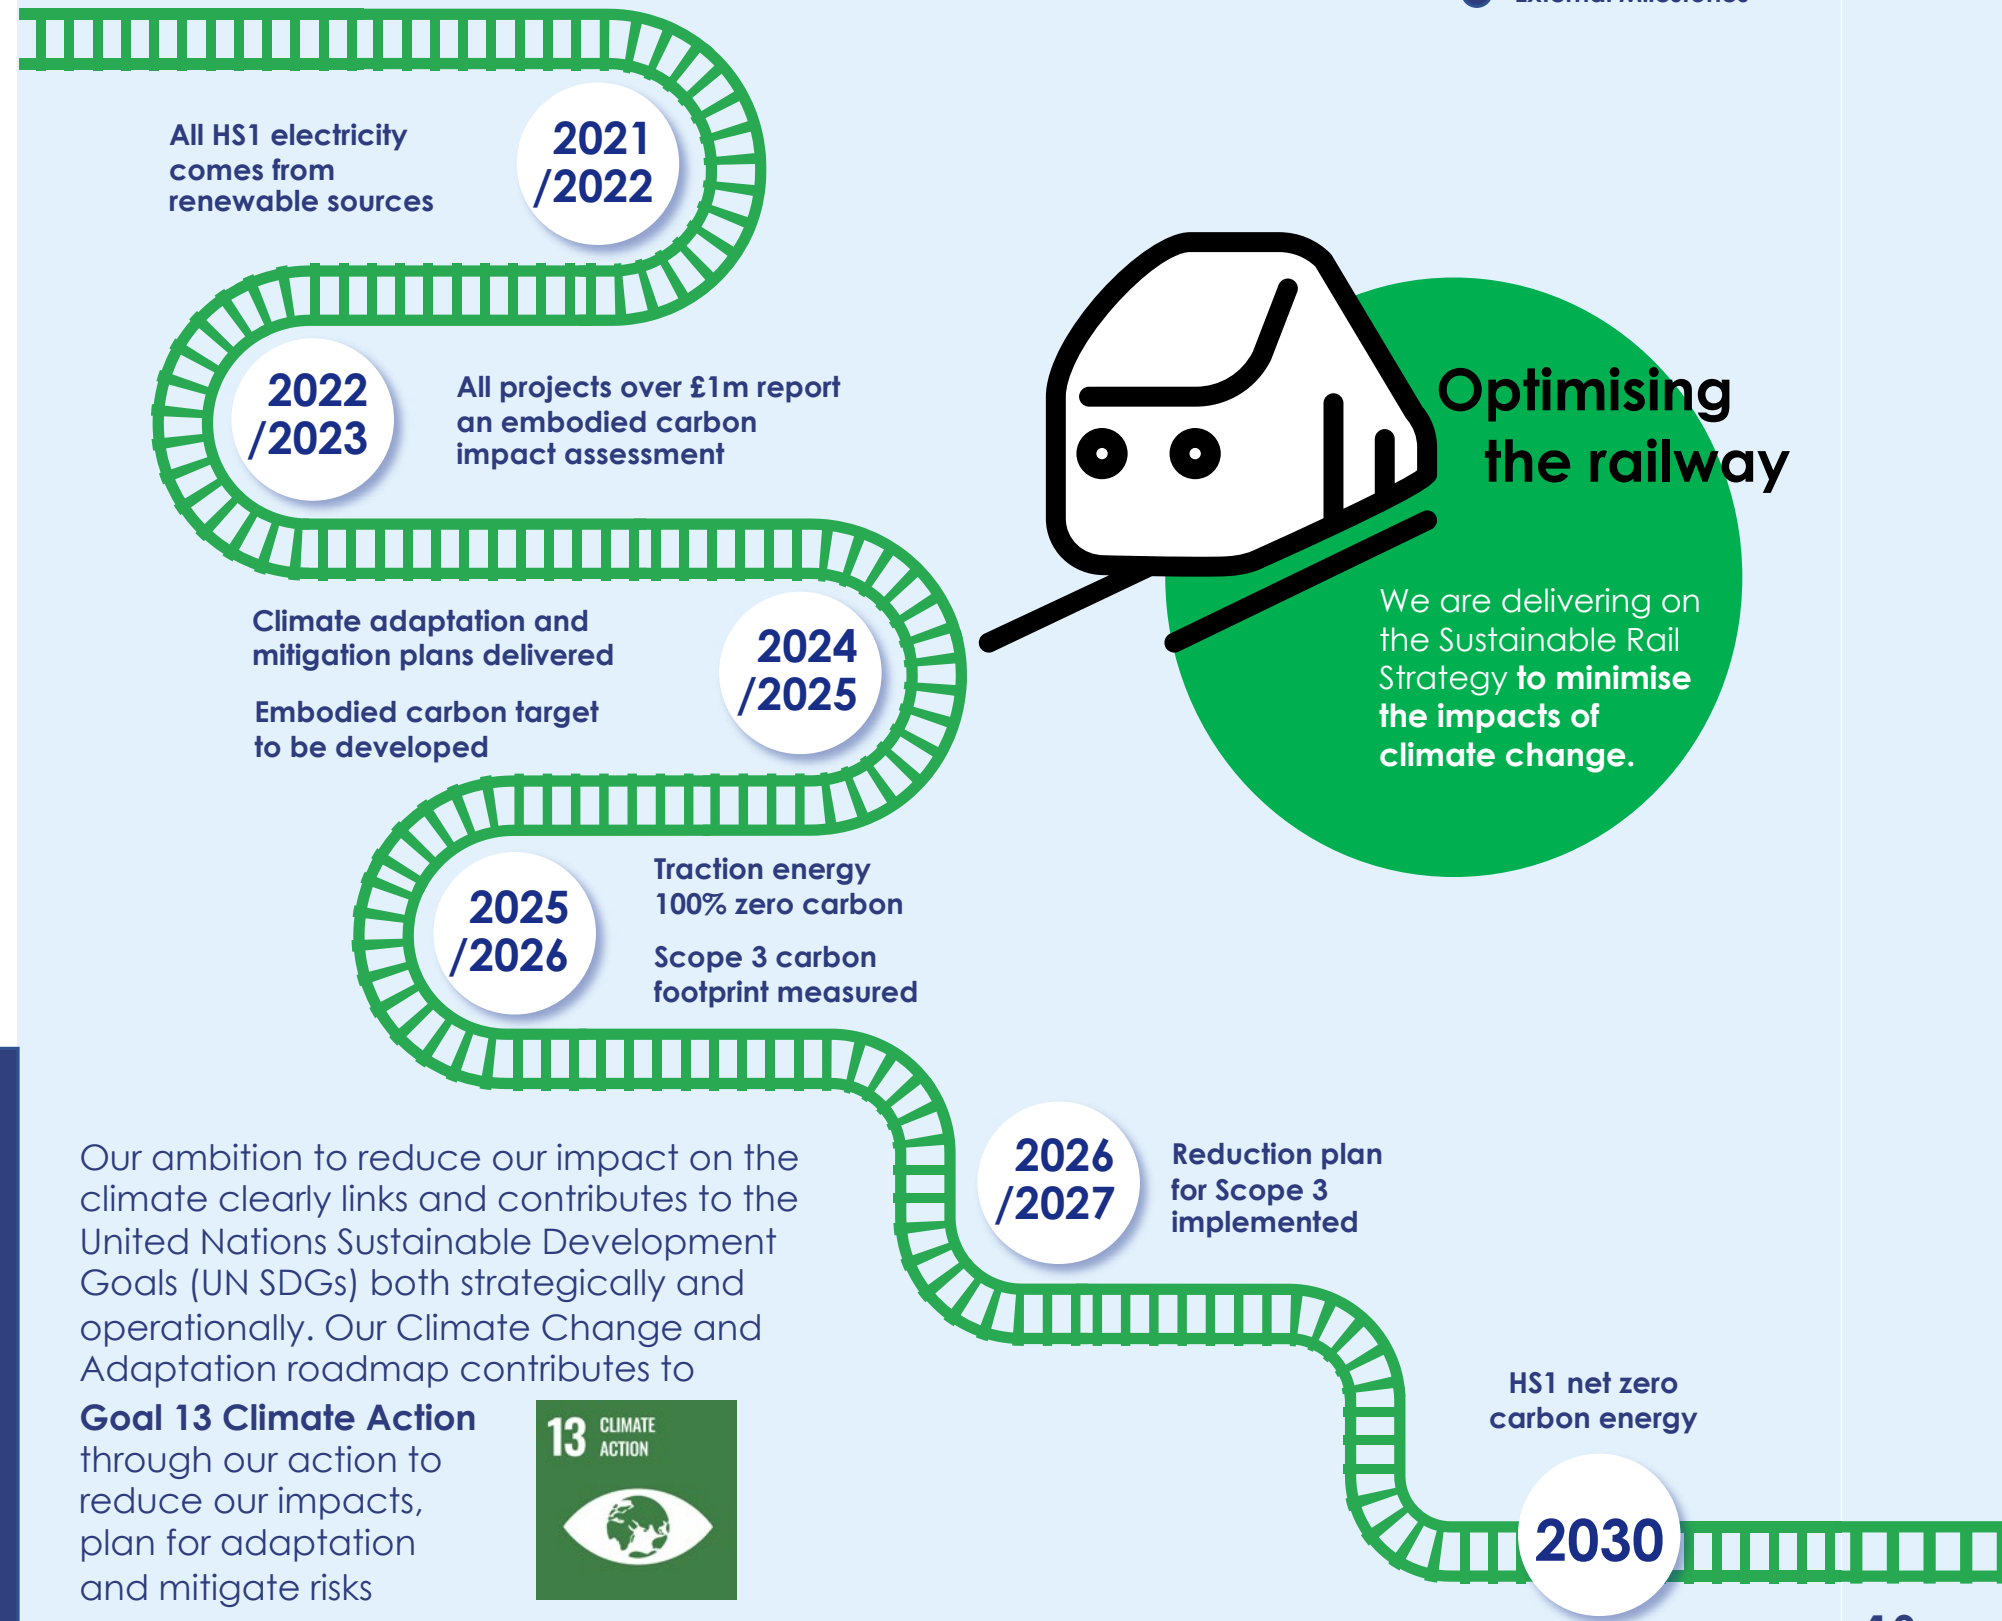 External Milestones
All HS1 electricity
comes from
renewable sources
2021
/2022
2022
/2023
All projects over £1m report
an embodied carbon
impact assessment
Optimising
the railway
We are delivering on
the Sustainable Rail
Strategy to minimise
the impacts of
climate change.
Climate adaptation and
mitigation plans delivered
Embodied carbon target
to be developed
2024
/2025
2025
/2026
Traction energy
100% zero carbon
Scope 3 carbon
footprint measured
2026
/2027
Reduction plan
for Scope 3
implemented
Our ambition to reduce our impact on the
climate clearly links and contributes to the
United Nations Sustainable Development
Goals (UN SDGs) both strategically and
operationally. Our Climate Change and
Adaptation roadmap contributes to
Goal 13 Climate Action
through our action to
reduce our impacts,
plan for adaptation
and mitigate risks
13 CLIMATE
ACTION
HS1 net zero
carbon energy
2030